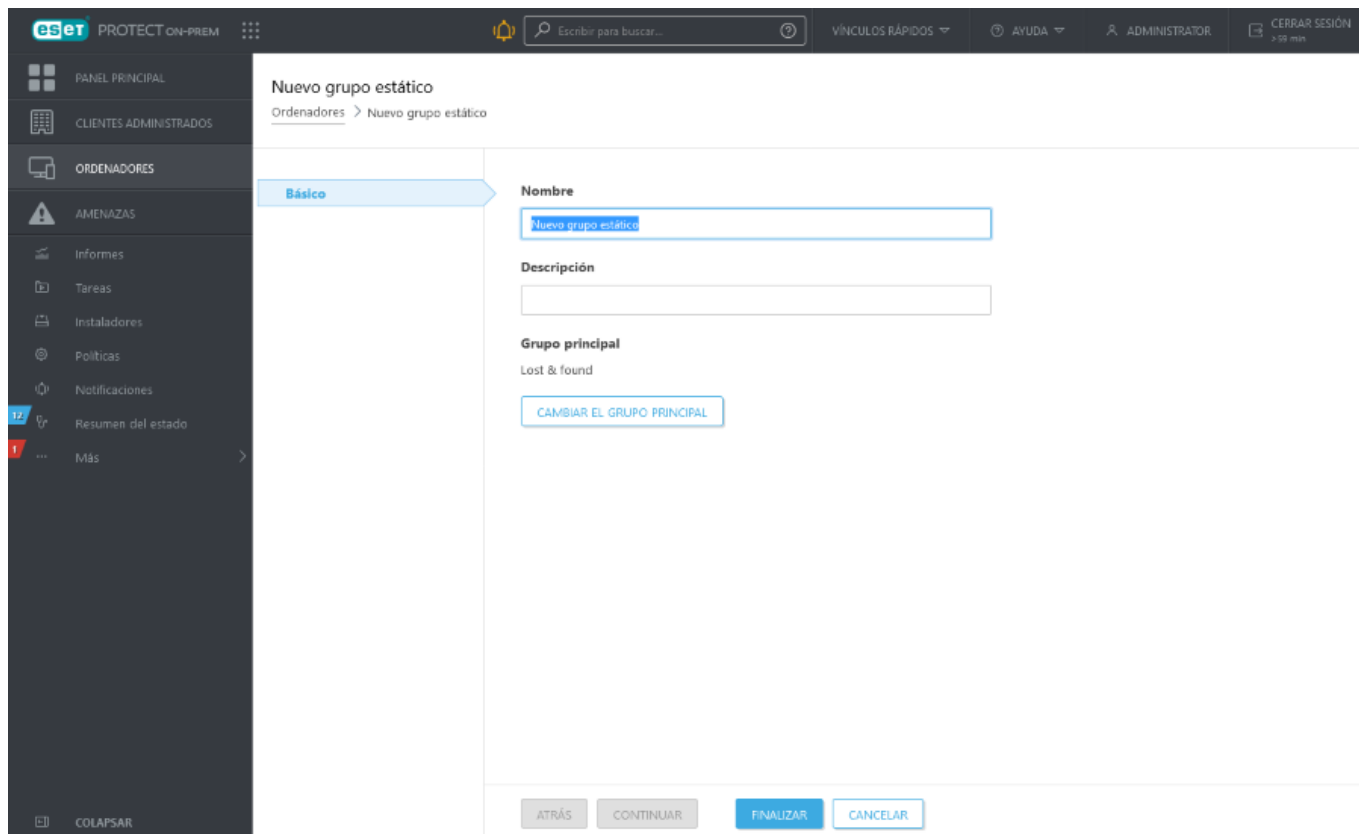 eset PROTECT ON-PREM
Escribir para buscar...
VÍNCULOS RÁPIDOS
AYUDA
ADMINISTRATOR
CERRAR SESIÓN
> 59 min
PANEL PRINCIPAL
CLIENTES ADMINISTRADOS
ORDENADORES
AMENAZAS
Informes
Tareas
Instaladores
Políticas
Notificaciones
12
Resumen del estado
1
Más
COLAPSAR
Nuevo grupo estático
Ordenadores > Nuevo grupo estático
Básico
Nombre
Nuevo grupo estático
Descripción
Grupo principal
Lost & found
CAMBIAR EL GRUPO PRINCIPAL
ATRÁS
CONTINUAR
FINALIZAR
CANCELAR